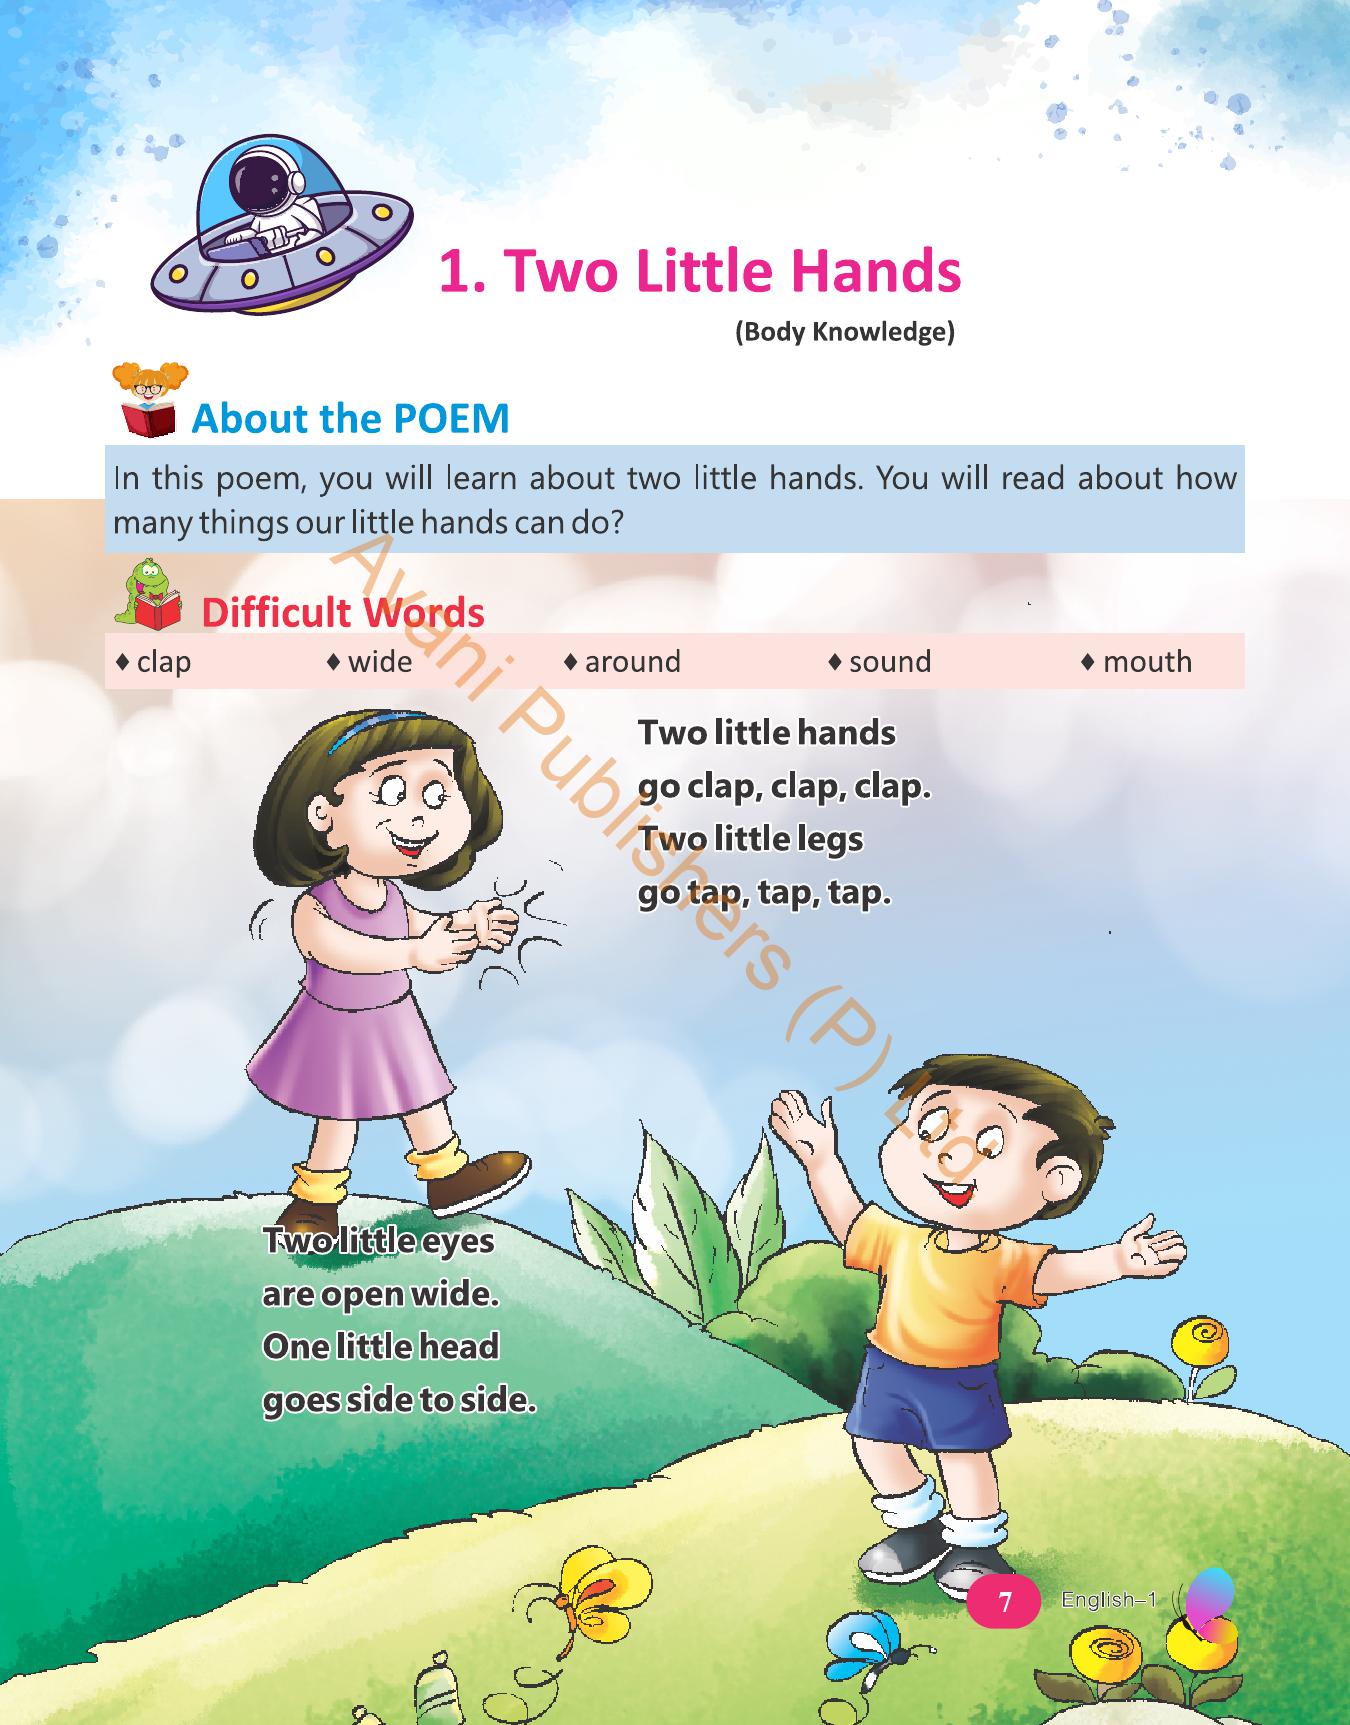 1. Two Little Hands
(Body Knowledge)
About the POEM
In this poem, you will learn about two little hands. You will read about how
many things our little hands can do?
Difficult Words
♦ clap ♦ wide ♦ around ♦ sound ♦ mouth
Two little hands
go clap, clap, clap.
Two little legs
go tap, tap, tap.
Two little eyes
are open wide.
One little head
goes side to side.
7 English–1
Avani Publishers (P) Ltd